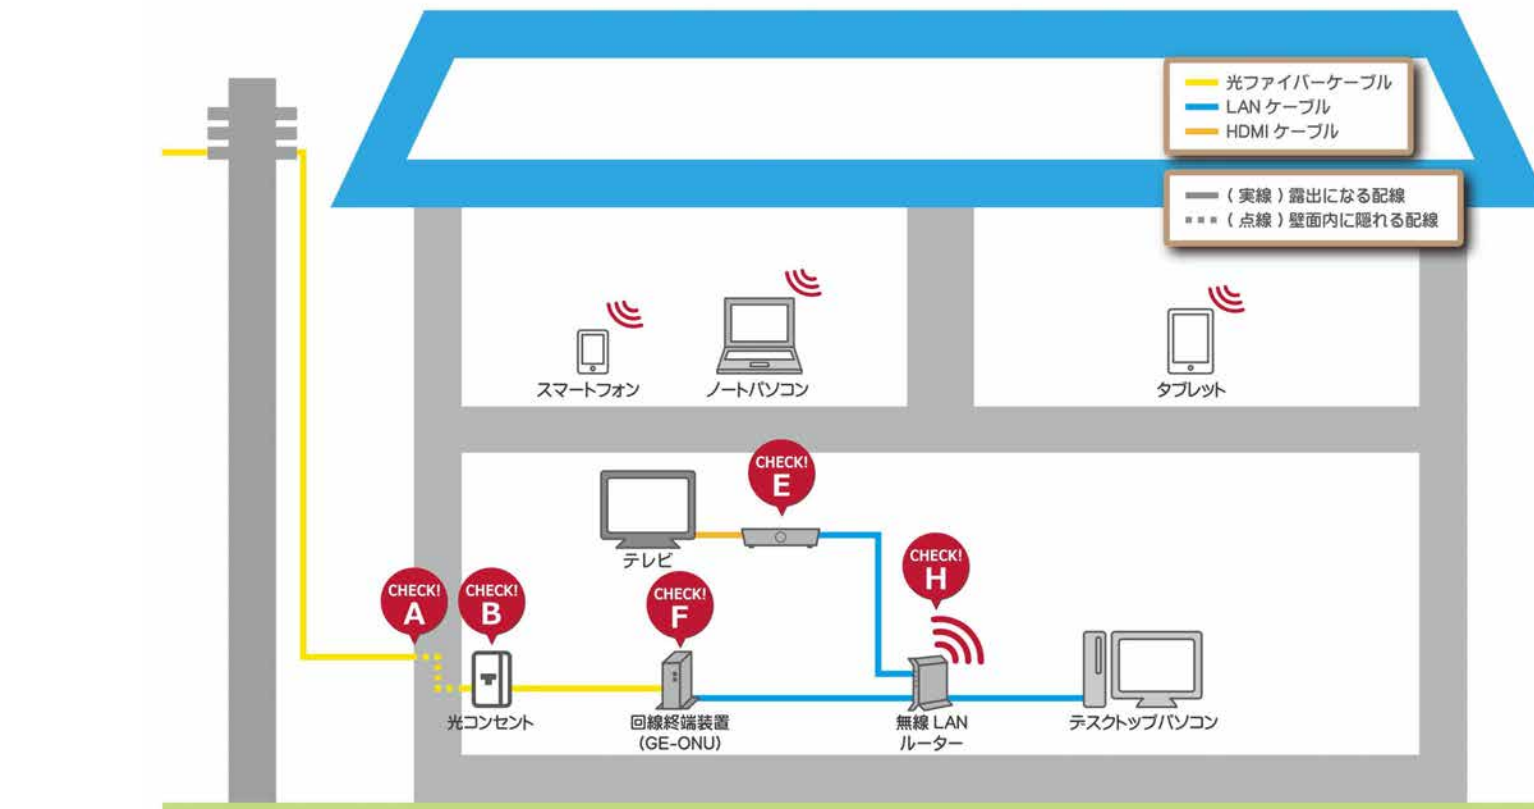 光ファイバーケーブル
LAN ケーブル
HDMI ケーブル
( 実線 ) 露出になる配線
( 点線 ) 壁面内に隠れる配線
スマートフォン
ノートパソコン
タブレット
CHECK!
E
テレビ
CHECK!
H
CHECK!
A
CHECK!
B
CHECK!
F
光コンセント
回線終端装置
(GE-ONU)
無線 LAN
ルーター
デスクトップパソコン